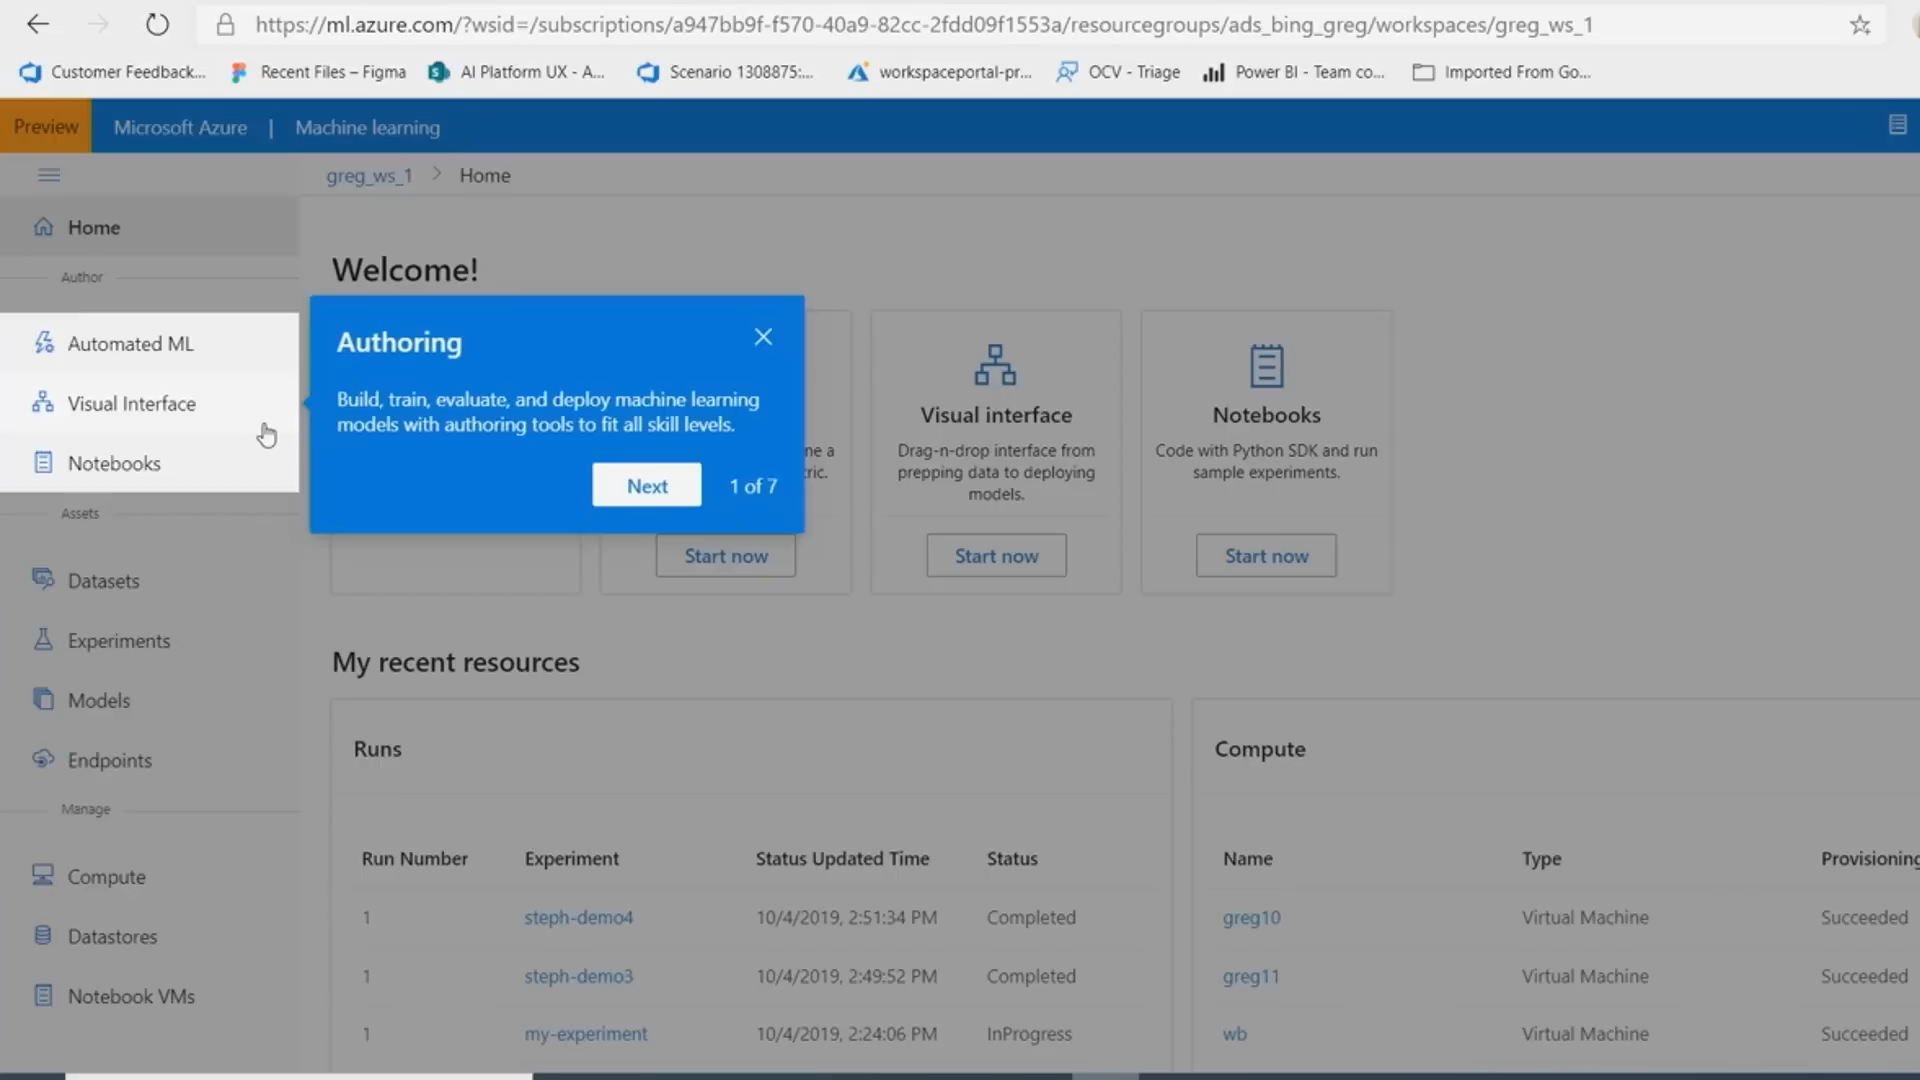 https://ml.azure.com/?wsid=/subscriptions/a947bb9f-f570-40a9-82cc-2fdd09f1553a/resourcegroups/ads_bing_greg/workspaces/greg_ws_1
Customer Feedback...
Recent Files – Figma
AI Platform UX - A...
Scenario 1308875:...
workspaceportal-pr...
OCV - Triage
Power BI - Team co...
Imported From Go...
Preview
Microsoft Azure | Machine learning
greg_ws_1 > Home
Home
Author
Automated ML
Visual Interface
Notebooks
Assets
Datasets
Experiments
Models
Endpoints
Manage
Compute
Datastores
Notebook VMs
Welcome!
Authoring
Build, train, evaluate, and deploy machine learning
models with authoring tools to fit all skill levels.
Next
1 of 7
Start now
Visual interface
Drag-n-drop interface from
prepping data to deploying
models.
Start now
Notebooks
Code with Python SDK and run
sample experiments.
Start now
My recent resources
Runs
Run Number Experiment Status Updated Time Status
1 steph-demo4 10/4/2019, 2:51:34 PM Completed
1 steph-demo3 10/4/2019, 2:49:52 PM Completed
1 my-experiment 10/4/2019, 2:24:06 PM InProgress
Compute
Name Type Provisioning
greg10 Virtual Machine Succeeded
greg11 Virtual Machine Succeeded
wb Virtual Machine Succeeded